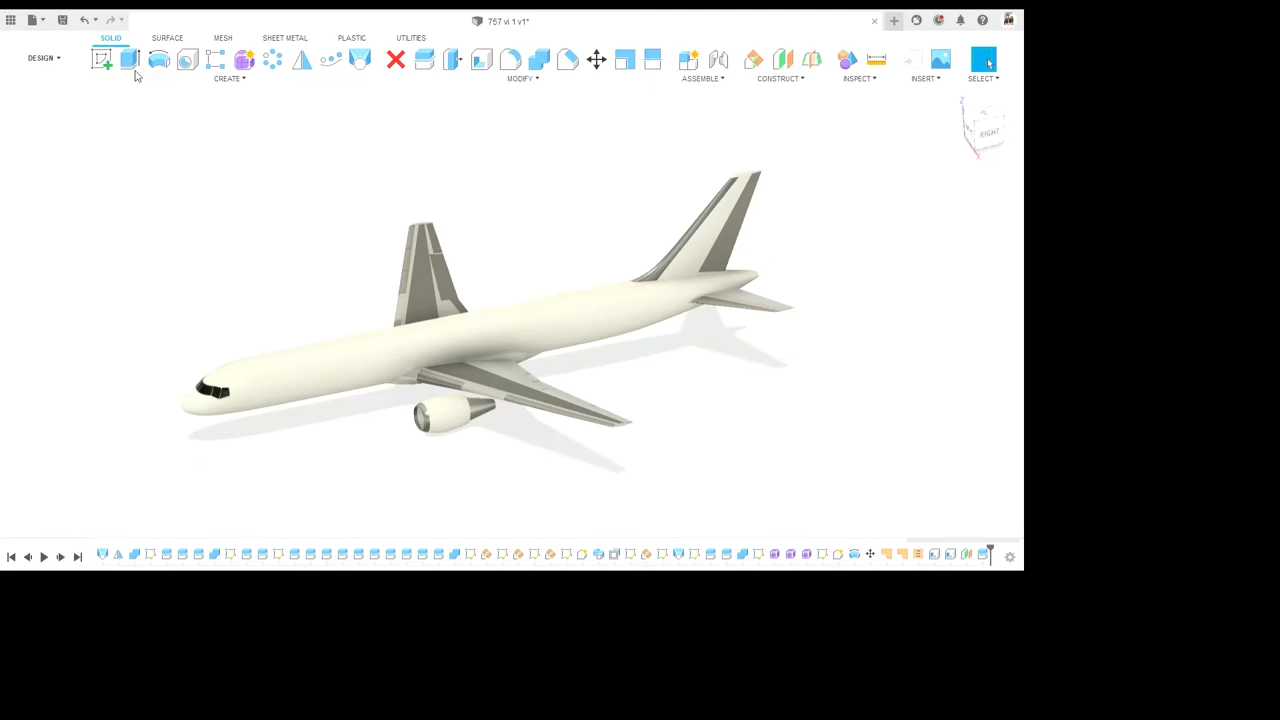 757 vi 1 v1*
SOLID SURFACE MESH SHEET METAL PLASTIC UTILITIES
DESIGN
CREATE MODIFY ASSEMBLE CONSTRUCT INSPECT INSERT SELECT
Z
RIGHT
X